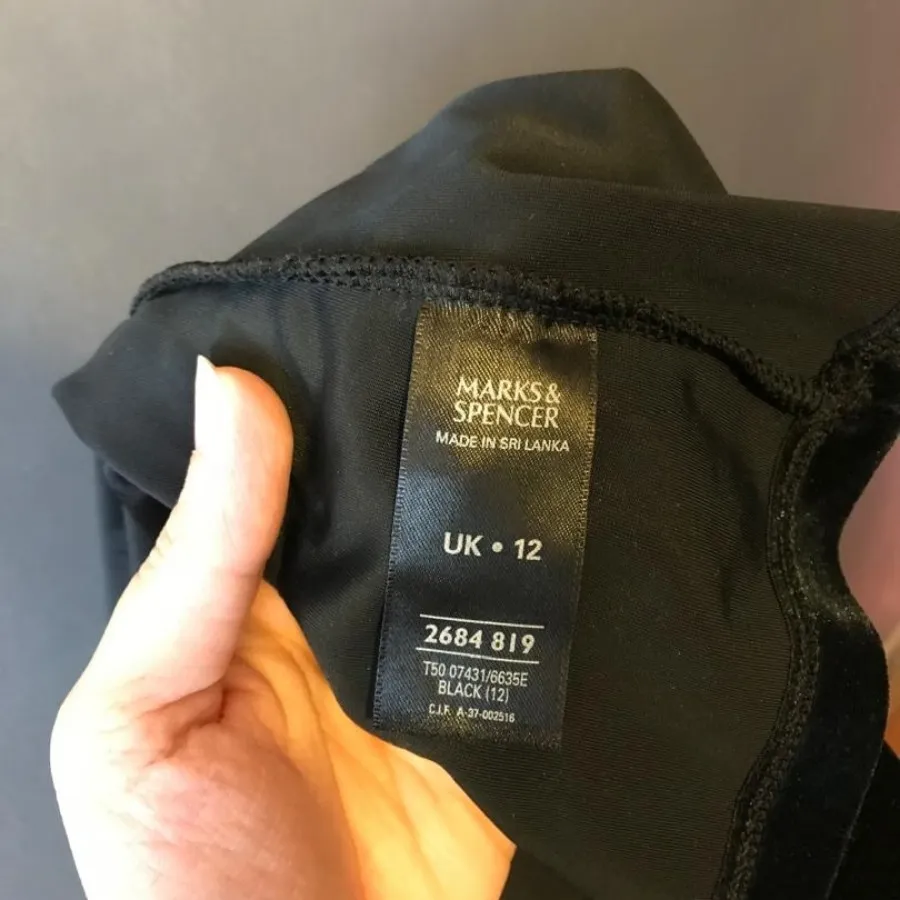 MARKS&
SPENCER
MADE IN SRI LANKA
UK • 12
2684 819
T50 07431/6635E
BLACK (12)
C.I.F. A-37-002516